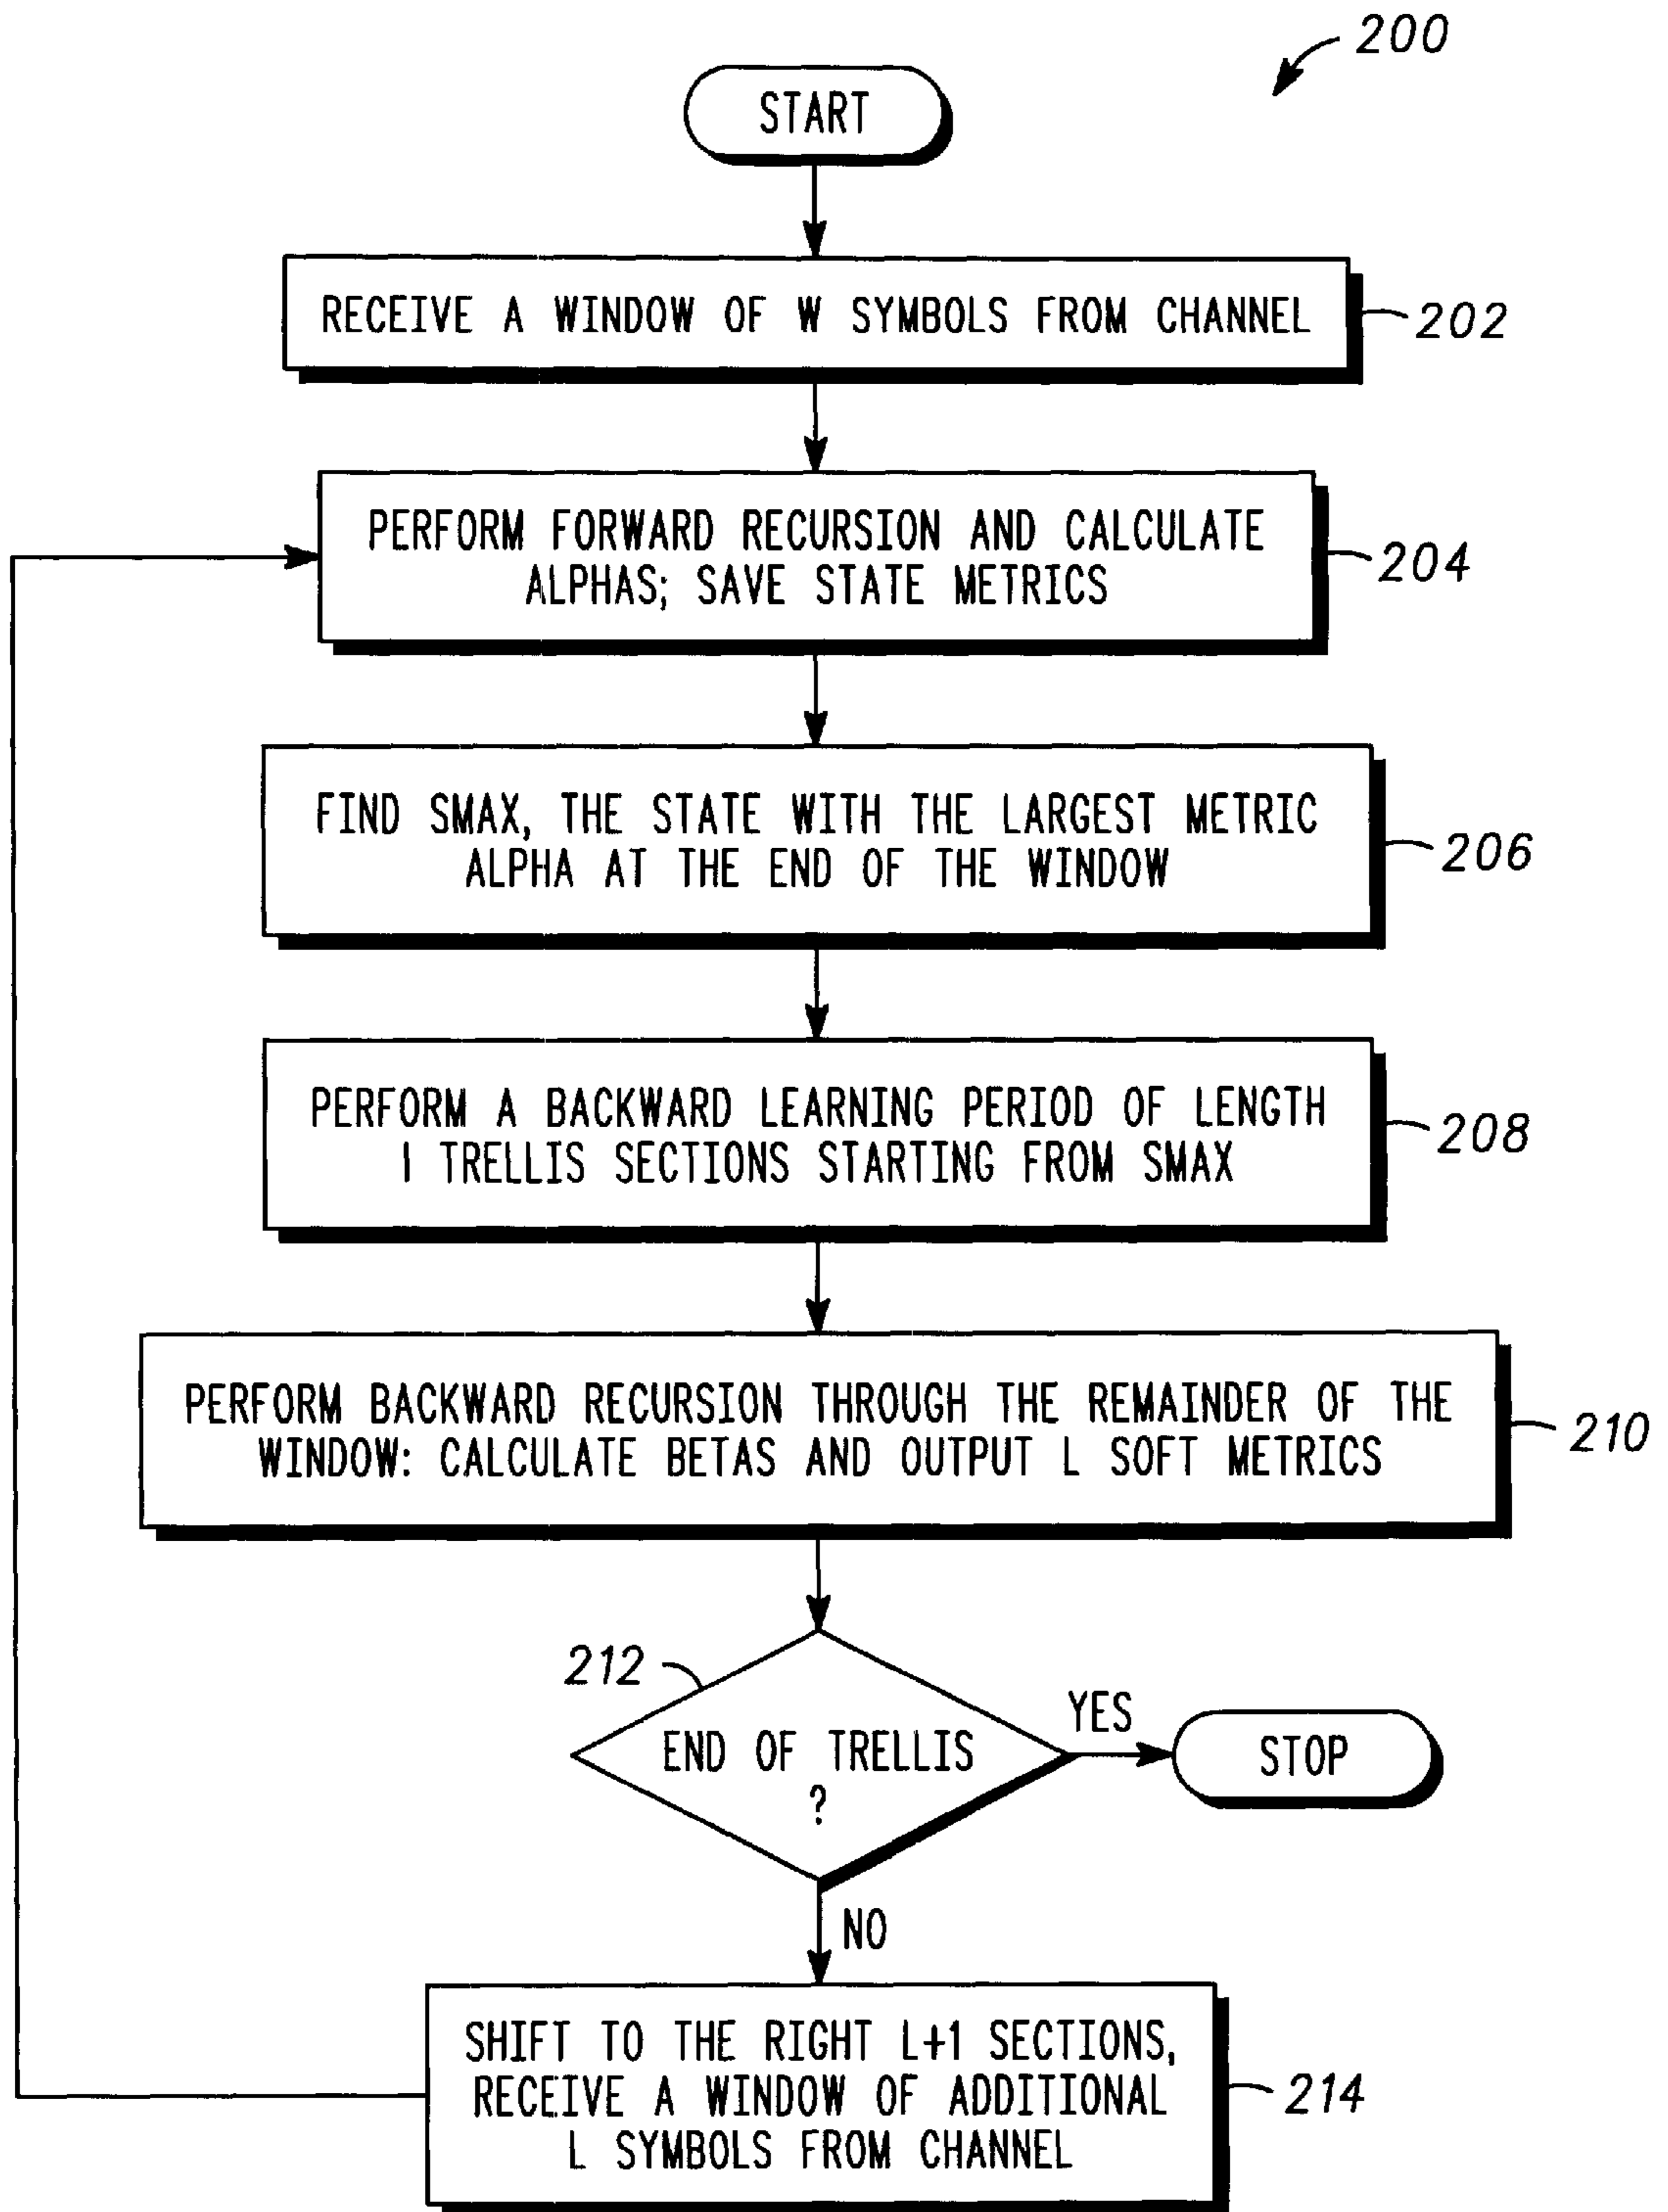 200
START
RECEIVE A WINDOW OF W SYMBOLS FROM CHANNEL
202
PERFORM FORWARD RECURSION AND CALCULATE
ALPHAS; SAVE STATE METRICS
204
FIND SMAX, THE STATE WITH THE LARGEST METRIC
ALPHA AT THE END OF THE WINDOW
206
PERFORM A BACKWARD LEARNING PERIOD OF LENGTH
l TRELLIS SECTIONS STARTING FROM SMAX
208
PERFORM BACKWARD RECURSION THROUGH THE REMAINDER OF THE
WINDOW: CALCULATE BETAS AND OUTPUT L SOFT METRICS
210
212
END OF TRELLIS
?
YES
STOP
NO
SHIFT TO THE RIGHT L+1 SECTIONS,
RECEIVE A WINDOW OF ADDITIONAL
L SYMBOLS FROM CHANNEL
214